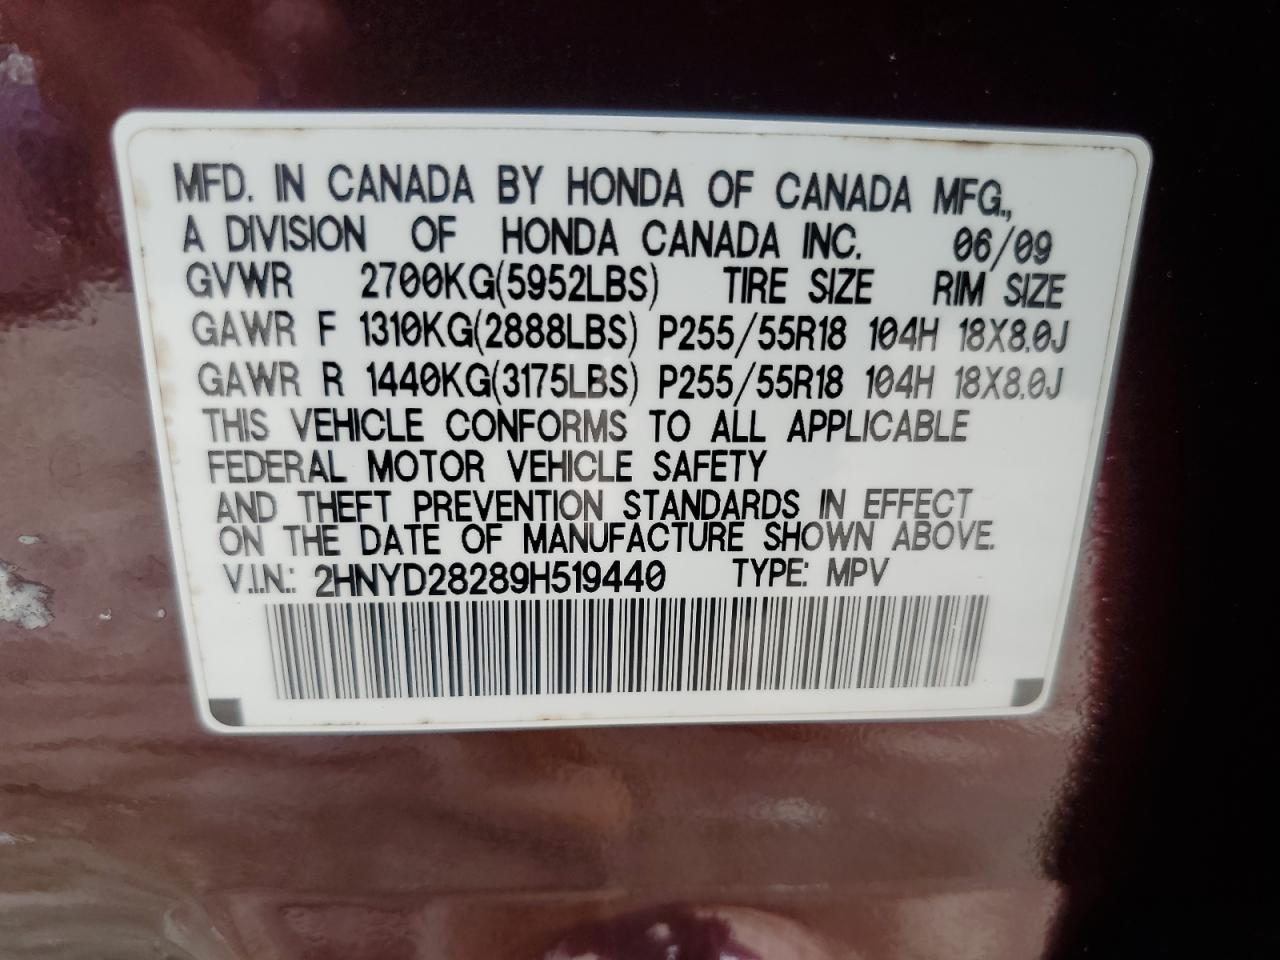 MFD. IN CANADA BY HONDA OF CANADA MFG.,
A DIVISION OF HONDA CANADA INC. 06/09
GVWR 2700KG(5952LBS) TIRE SIZE RIM SIZE
GAWR F 1310KG(2888LBS) P255/55R18 104H 18X8.0J
GAWR R 1440KG(3175LBS) P255/55R18 104H 18X8.0J
THIS VEHICLE CONFORMS TO ALL APPLICABLE
FEDERAL MOTOR VEHICLE SAFETY
AND THEFT PREVENTION STANDARDS IN EFFECT
ON THE DATE OF MANUFACTURE SHOWN ABOVE.
V.I.N.: 2HNYD28289H519440 TYPE: MPV